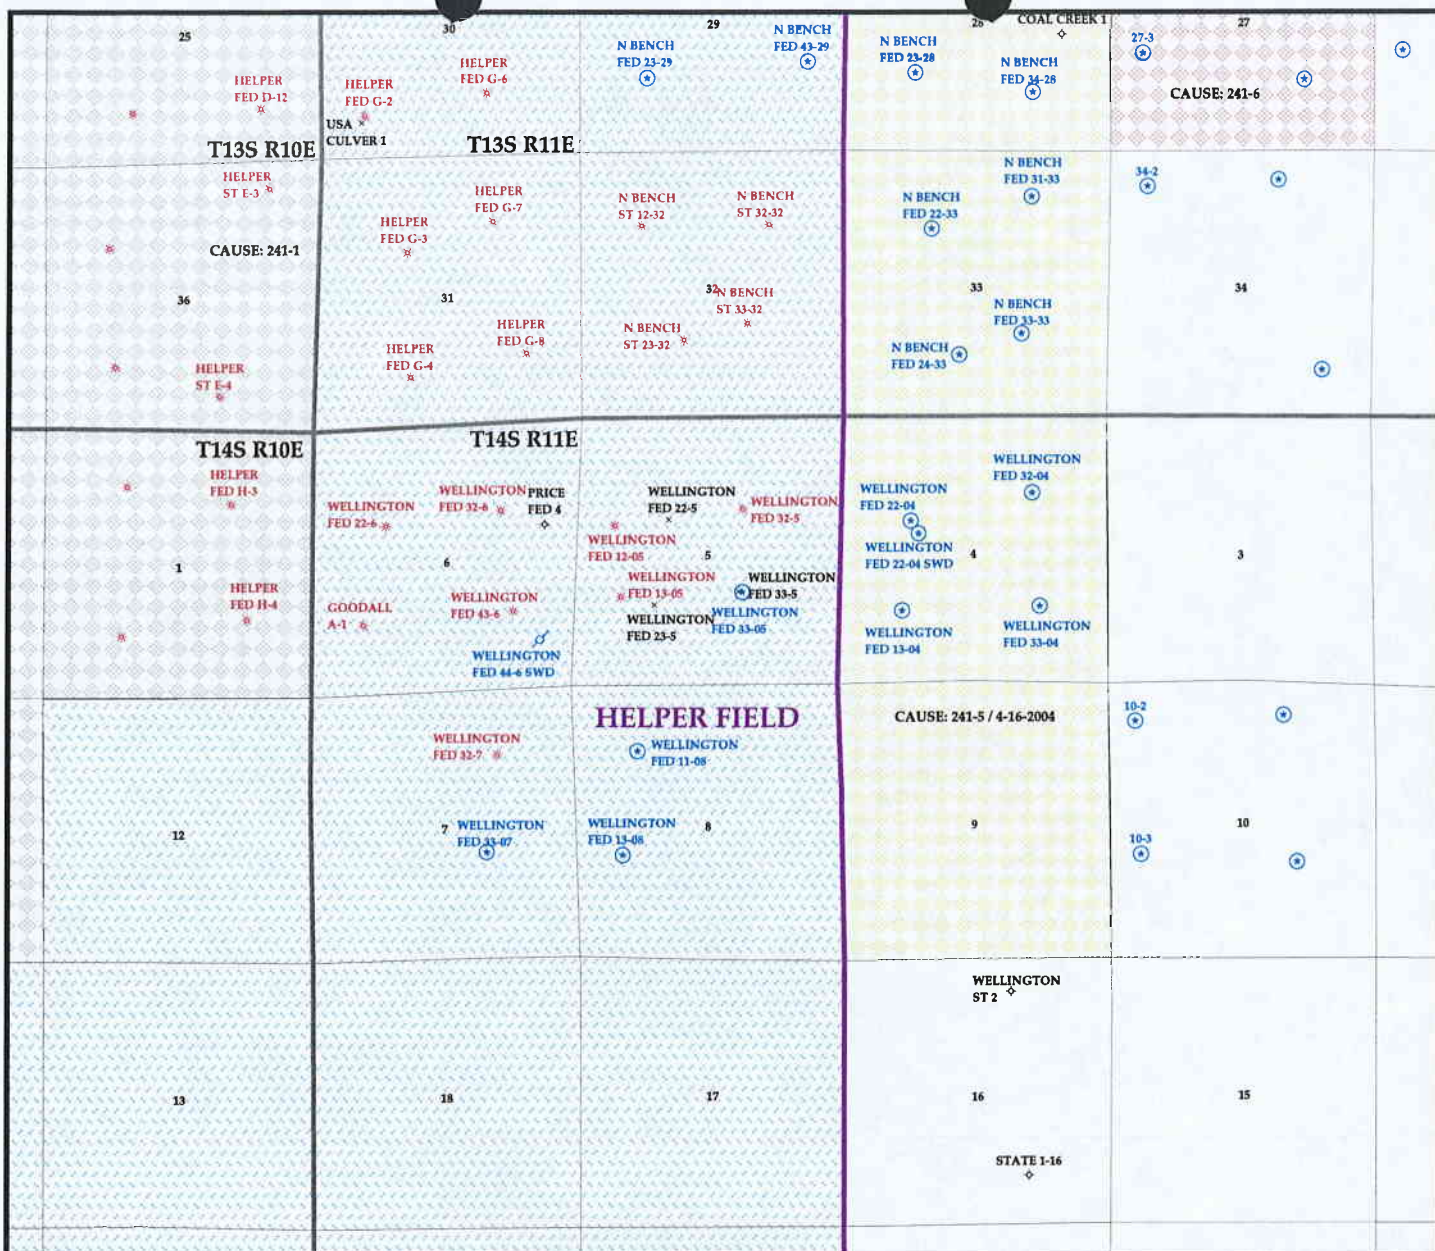 25
30
29
28
27
COAL CREEK 1
HELPER
FED D-12
HELPER
FED G-2
HELPER
FED G-6
N BENCH
FED 23-29
N BENCH
FED 43-29
N BENCH
FED 23-28
N BENCH
FED 34-28
27-3
CAUSE: 241-6
USA
CULVER 1
T13S R10E
T13S R11E
HELPER
ST E-3
CAUSE: 241-1
36
HELPER
ST E-4
HELPER
FED G-7
HELPER
FED G-3
31
HELPER
FED G-8
HELPER
FED G-4
N BENCH
ST 12-32
N BENCH
ST 32-32
32
N BENCH
ST 33-32
N BENCH
ST 23-32
N BENCH
FED 31-33
N BENCH
FED 22-33
33
N BENCH
FED 33-33
N BENCH
FED 24-33
34-2
34
T14S R10E
T14S R11E
HELPER
FED H-3
1
HELPER
FED H-4
WELLINGTON
FED 22-6
WELLINGTON
FED 32-6
PRICE
FED 4
6
GOODALL
A-1
WELLINGTON
FED 43-6
WELLINGTON
FED 44-6 SWD
WELLINGTON
FED 22-5
WELLINGTON
FED 32-5
WELLINGTON
FED 12-05
5
WELLINGTON
FED 13-05
WELLINGTON
FED 33-5
WELLINGTON
FED 23-5
WELLINGTON
FED 33-05
WELLINGTON
FED 32-04
WELLINGTON
FED 22-04
WELLINGTON
FED 22-04 SWD
4
WELLINGTON
FED 13-04
WELLINGTON
FED 33-04
3
HELPER FIELD
WELLINGTON
FED 32-7
WELLINGTON
FED 11-08
CAUSE: 241-5 / 4-16-2004
10-2
12
7
WELLINGTON
FED 33-07
WELLINGTON
FED 13-08
8
9
10-3
10
WELLINGTON
ST 2
13
18
17
16
15
STATE 1-16